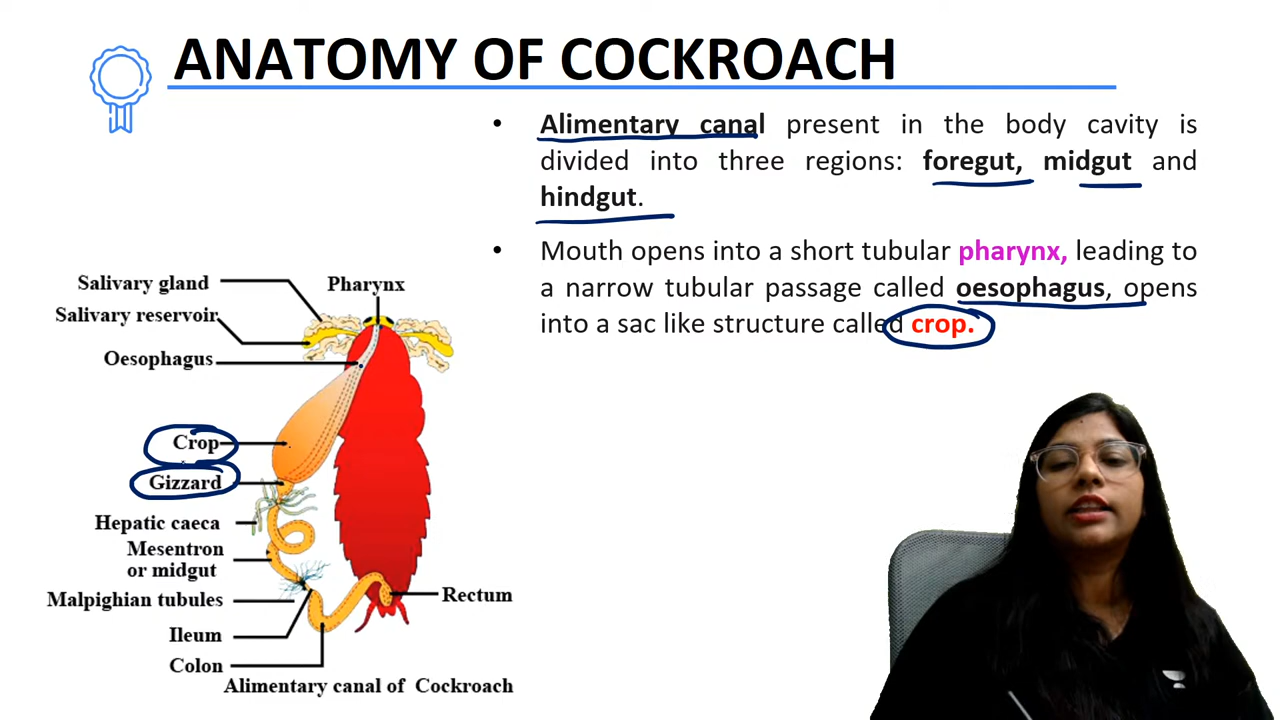 ANATOMY OF COCKROACH
• Alimentary canal present in the body cavity is
divided into three regions: foregut, midgut and
hindgut.
• Mouth opens into a short tubular pharynx, leading to
a narrow tubular passage called oesophagus, opens
into a sac like structure called crop.
Salivary gland
Pharynx
Salivary reservoir
Oesophagus
Crop
Gizzard
Hepatic caeca
Mesentron
or midgut
Malpighian tubules
Rectum
Ileum
Colon
Alimentary canal of Cockroach